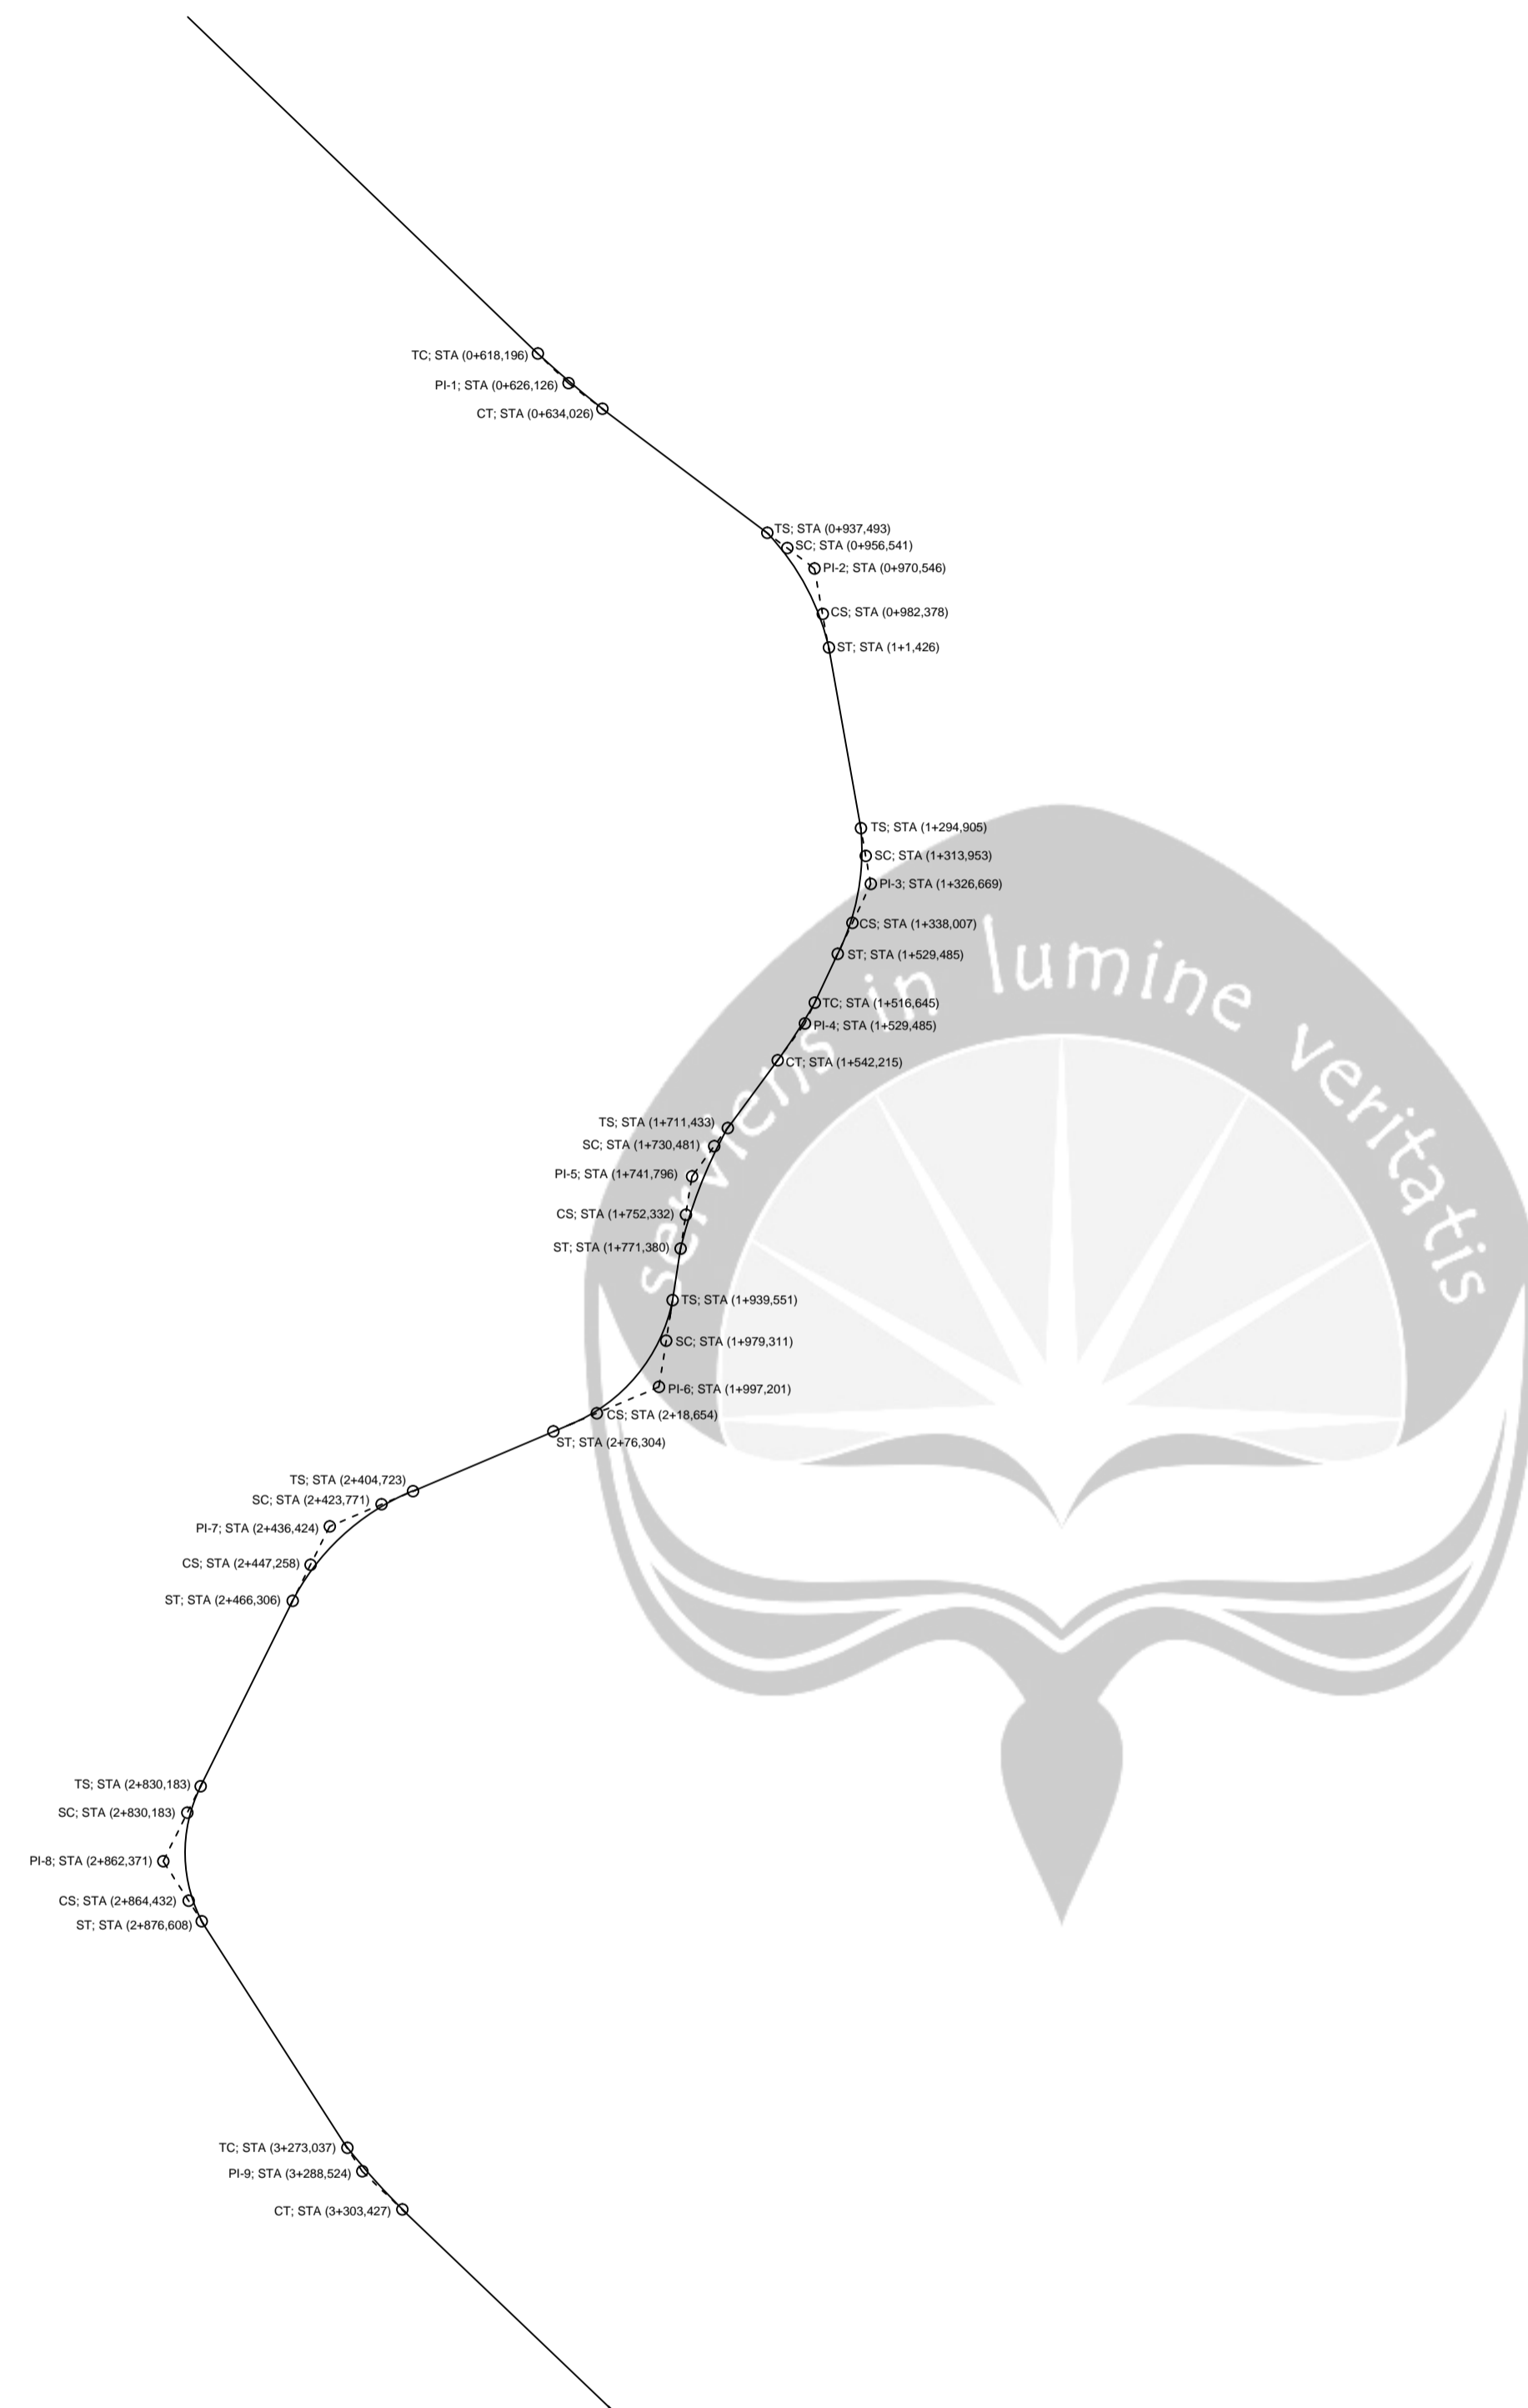 TC; STA (0+618,196)
PI-1; STA (0+626,126)
CT; STA (0+634,026)
TS; STA (0+937,493)
SC; STA (0+956,541)
PI-2; STA (0+970,546)
CS; STA (0+982,378)
ST; STA (1+1,426)
TS; STA (1+294,905)
SC; STA (1+313,953)
PI-3; STA (1+326,669)
CS; STA (1+338,007)
ST; STA (1+529,485)
TC; STA (1+516,645)
PI-4; STA (1+529,485)
CT; STA (1+542,215)
serviens in lumine veritatis
TS; STA (1+711,433)
SC; STA (1+730,481)
PI-5; STA (1+741,796)
CS; STA (1+752,332)
ST; STA (1+771,380)
TS; STA (1+939,551)
SC; STA (1+979,311)
PI-6; STA (1+997,201)
CS; STA (2+18,654)
ST; STA (2+76,304)
TS; STA (2+404,723)
SC; STA (2+423,771)
PI-7; STA (2+436,424)
CS; STA (2+447,258)
ST; STA (2+466,306)
TS; STA (2+830,183)
SC; STA (2+830,183)
PI-8; STA (2+862,371)
CS; STA (2+864,432)
ST; STA (2+876,608)
TC; STA (3+273,037)
PI-9; STA (3+288,524)
CT; STA (3+303,427)